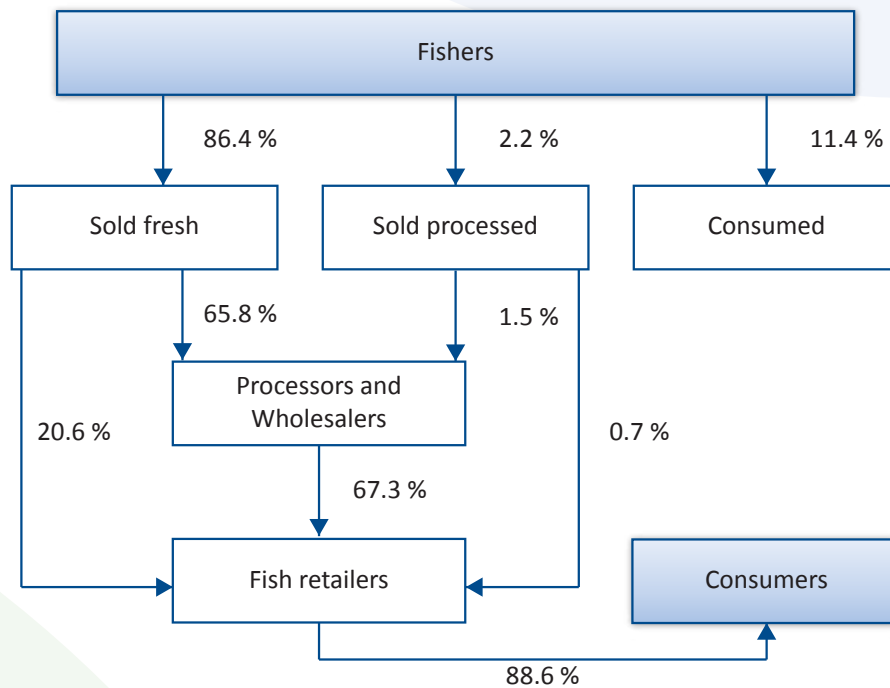 Fishers
86.4 %
2.2 %
11.4 %
Sold fresh
Sold processed
Consumed
65.8 %
1.5 %
Processors and
Wholesalers
20.6 %
0.7 %
67.3 %
Fish retailers
Consumers
88.6 %